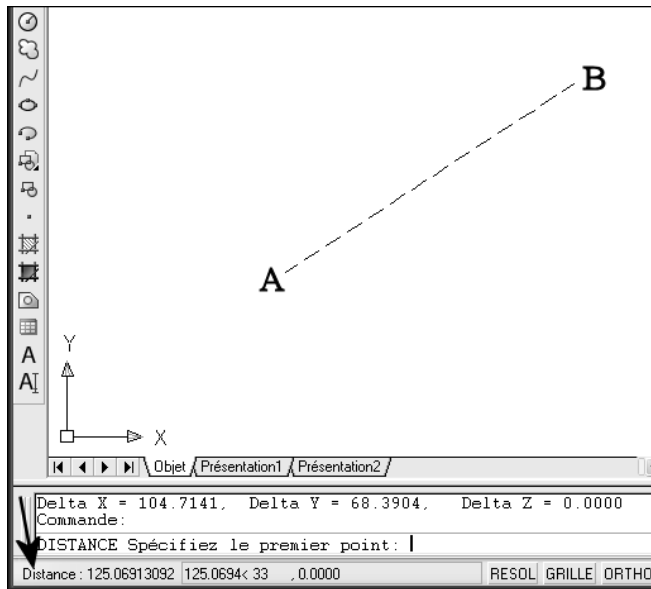 B
A
A
AI
Y
X
Objet Présentation1 Présentation2
Delta X = 104.7141, Delta Y = 68.3904, Delta Z = 0.0000
Commande:
DISTANCE Spécifiez le premier point:
Distance : 125.06913092 125.0694< 33 , 0.0000 RESOL GRILLE ORTHO